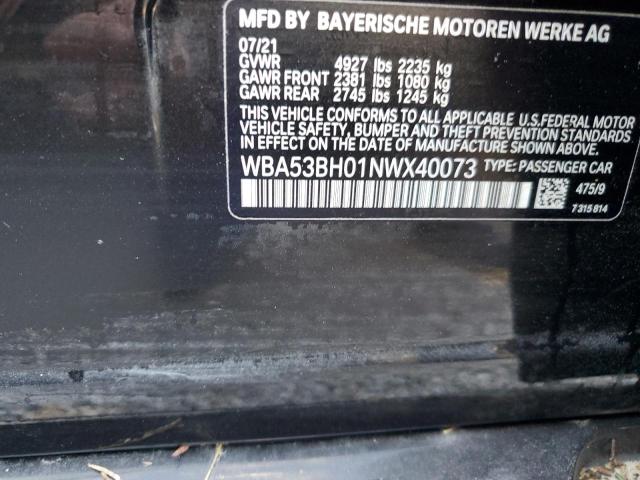 MFD BY BAYERISCHE MOTOREN WERKE AG
07/21
GVWR 4927 lbs 2235 kg
GAWR FRONT 2381 lbs 1080 kg
GAWR REAR 2745 lbs 1245 kg
THIS VEHICLE CONFORMS TO ALL APPLICABLE U.S.FEDERAL MOTOR
VEHICLE SAFETY, BUMPER AND THEFT PREVENTION STANDARDS
IN EFFECT ON THE DATE OF MANUFACTURE SHOWN ABOVE.
WBA53BH01NWX40073 TYPE: PASSENGER CAR
475/9
7315814